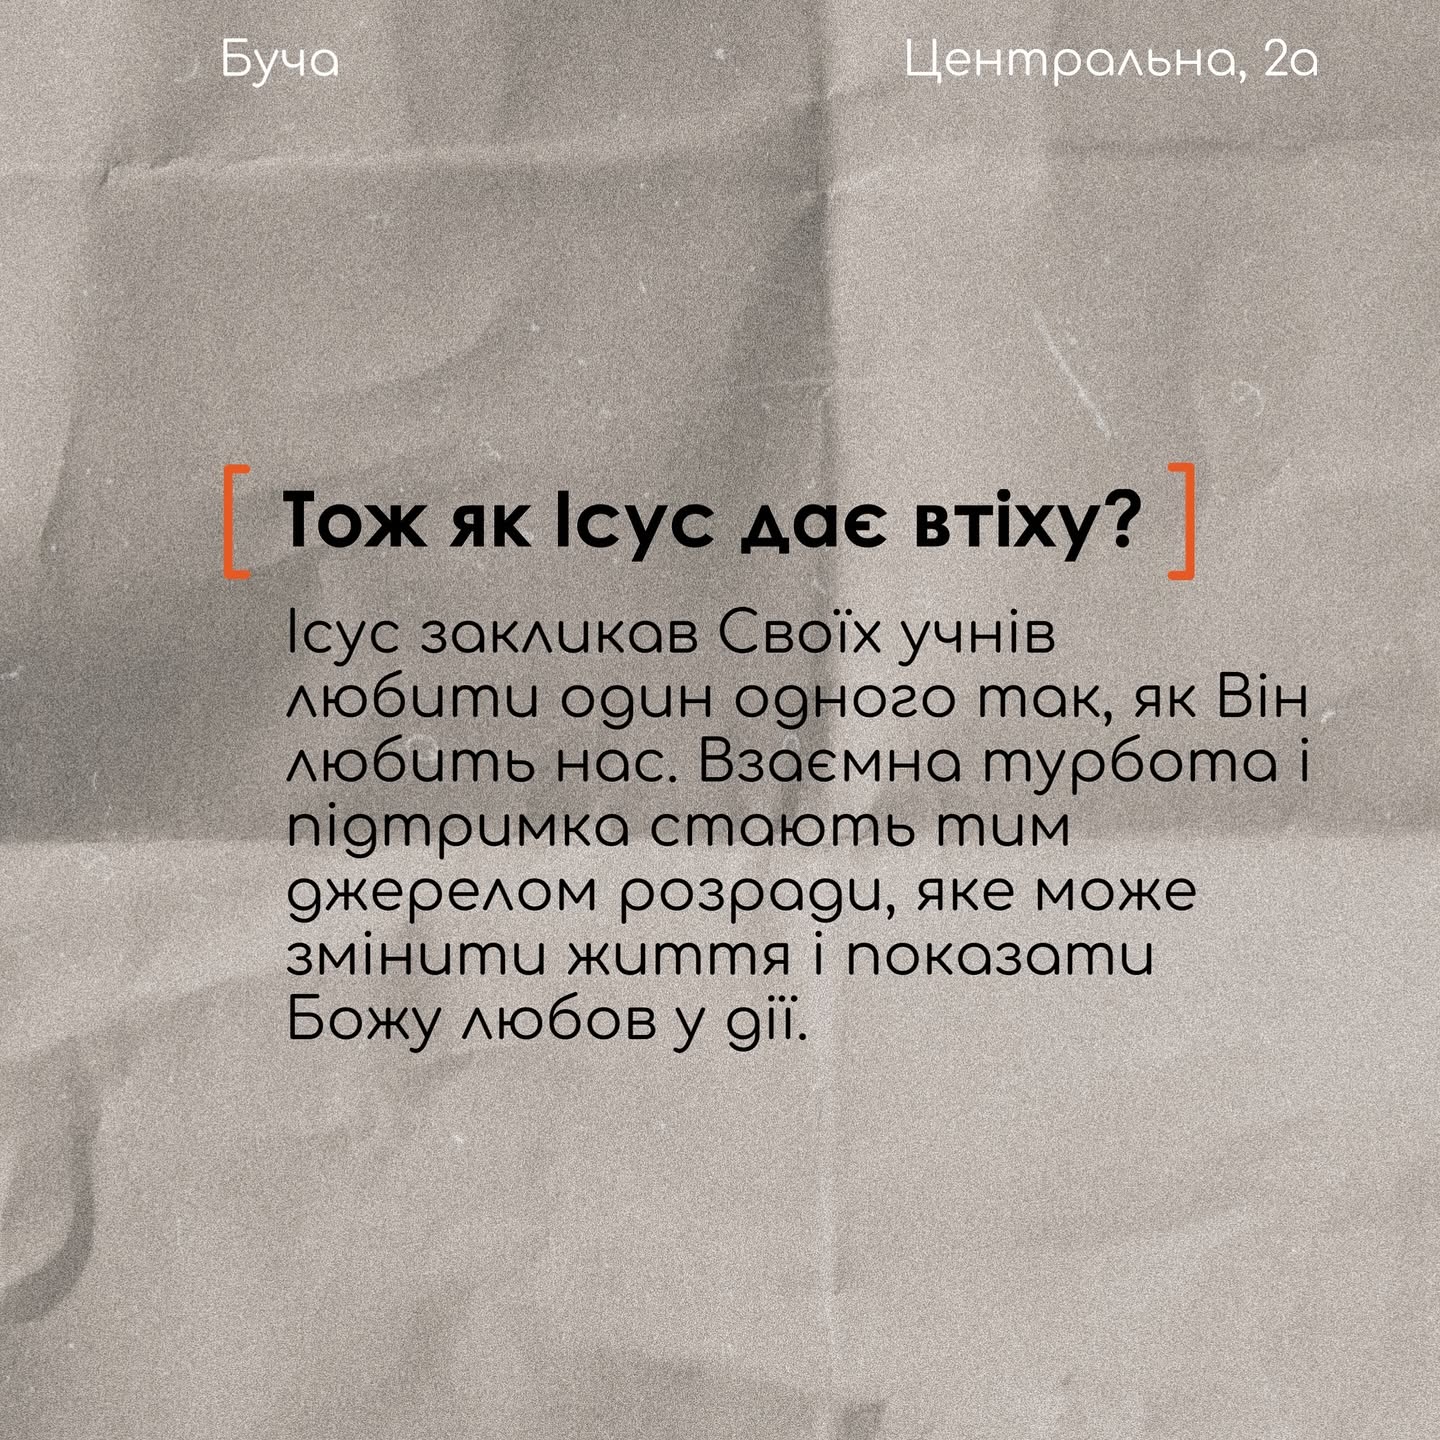 Буча
Центральна, 2а
Тож як Ісус дає втіху?
Ісус закликав Своїх учнів
любити один одного так, як Він
любить нас. Взаємна турбота і
підтримка стають тим
джерелом розради, яке може
змінити життя і показати
Божу любов у дії.